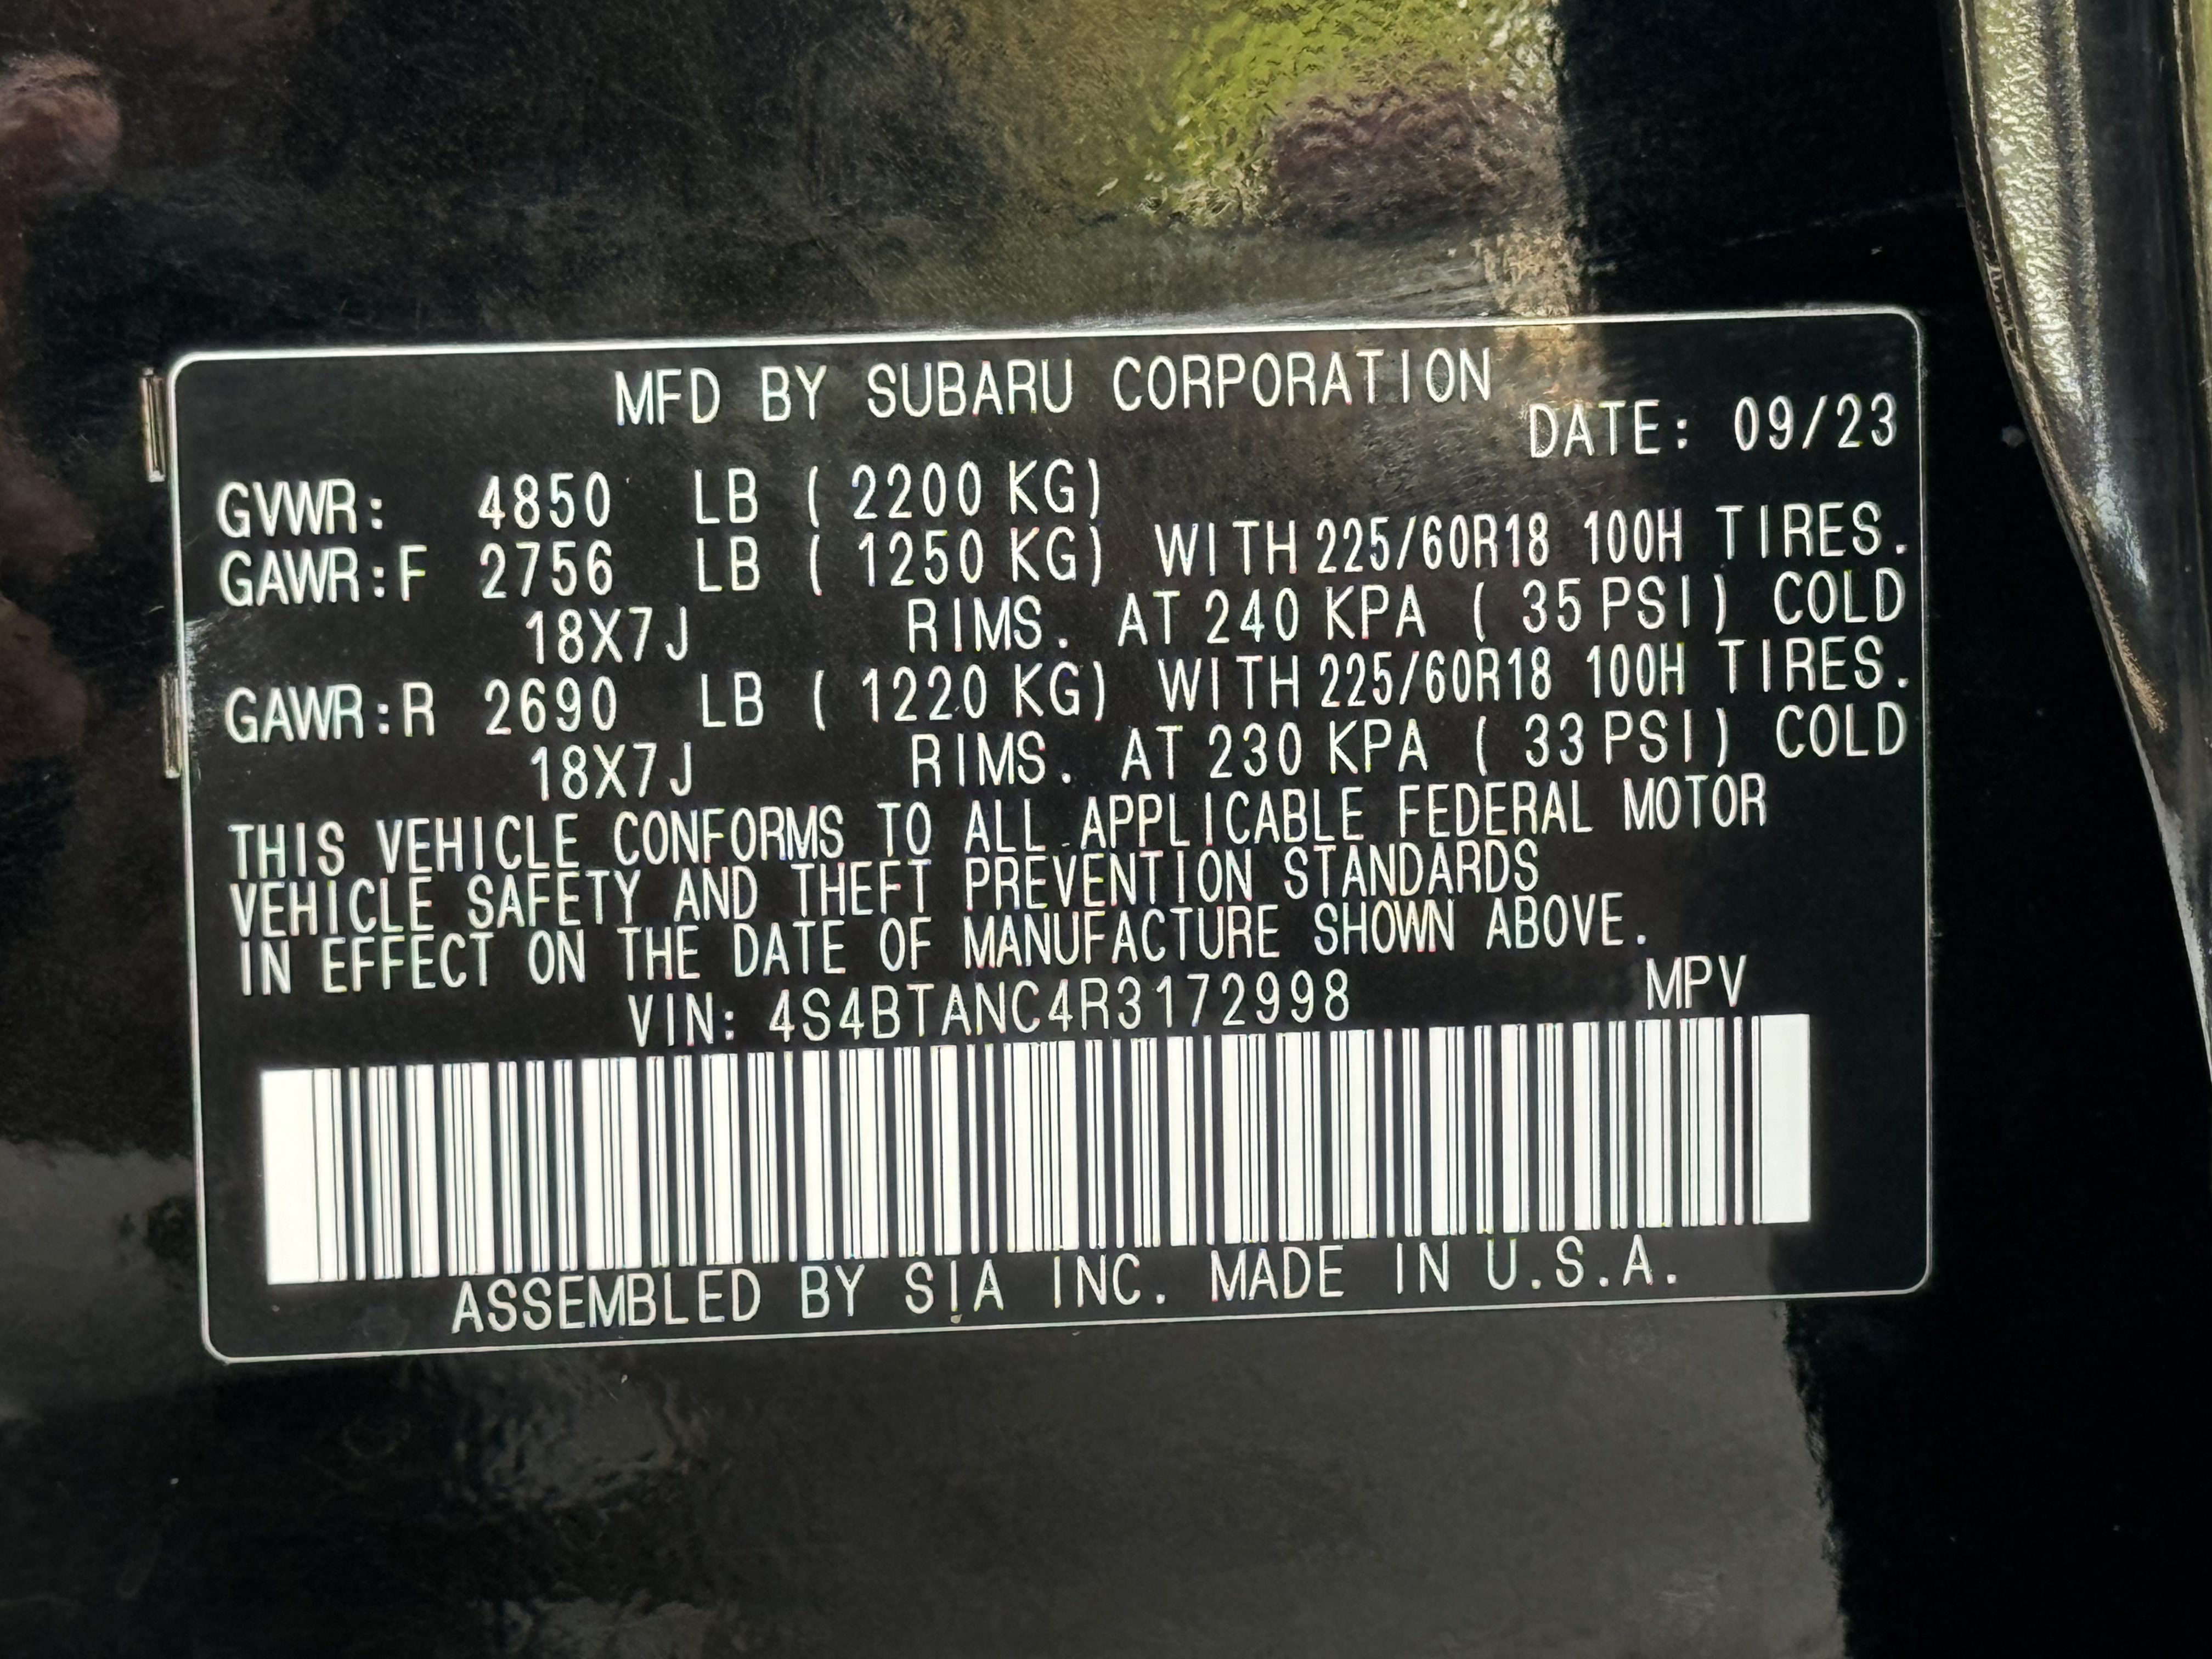 MFD BY SUBARU CORPORATION
DATE: 09/23
GVWR: 4850 LB ( 2200 KG)
GAWR:F 2756 LB ( 1250 KG) WITH 225/60R18 100H TIRES.
18X7J RIMS. AT 240 KPA ( 35 PSI) COLD
GAWR:R 2690 LB ( 1220 KG) WITH 225/60R18 100H TIRES.
18X7J RIMS. AT 230 KPA ( 33 PSI) COLD
THIS VEHICLE CONFORMS TO ALL APPLICABLE FEDERAL MOTOR
VEHICLE SAFETY AND THEFT PREVENTION STANDARDS
IN EFFECT ON THE DATE OF MANUFACTURE SHOWN ABOVE.
VIN: 4S4BTANC4R3172998 MPV
ASSEMBLED BY SIA INC. MADE IN U.S.A.